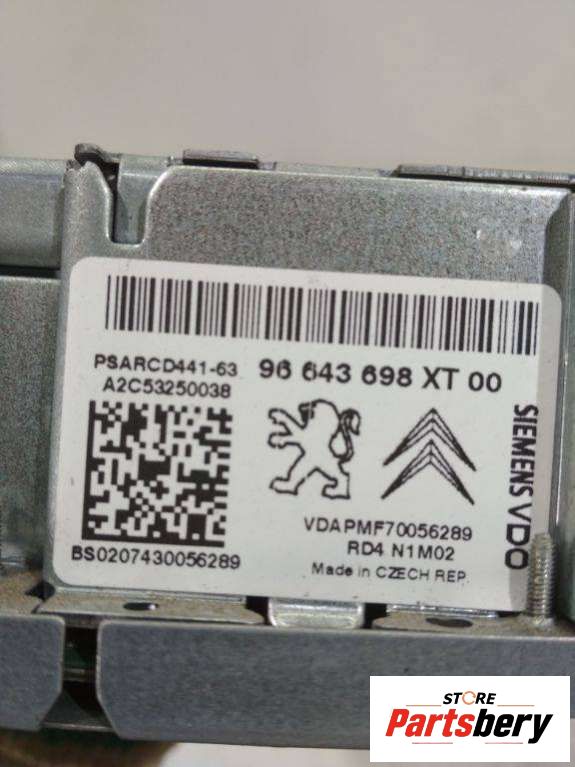 PSARCD441-63
A2C53250038
96 643 698 XT 00
BS0207430056289
VDAPMF70056289
RD4 N1M02
Made in CZECH REP.
SIEMENS VDO
STORE
Partsbery